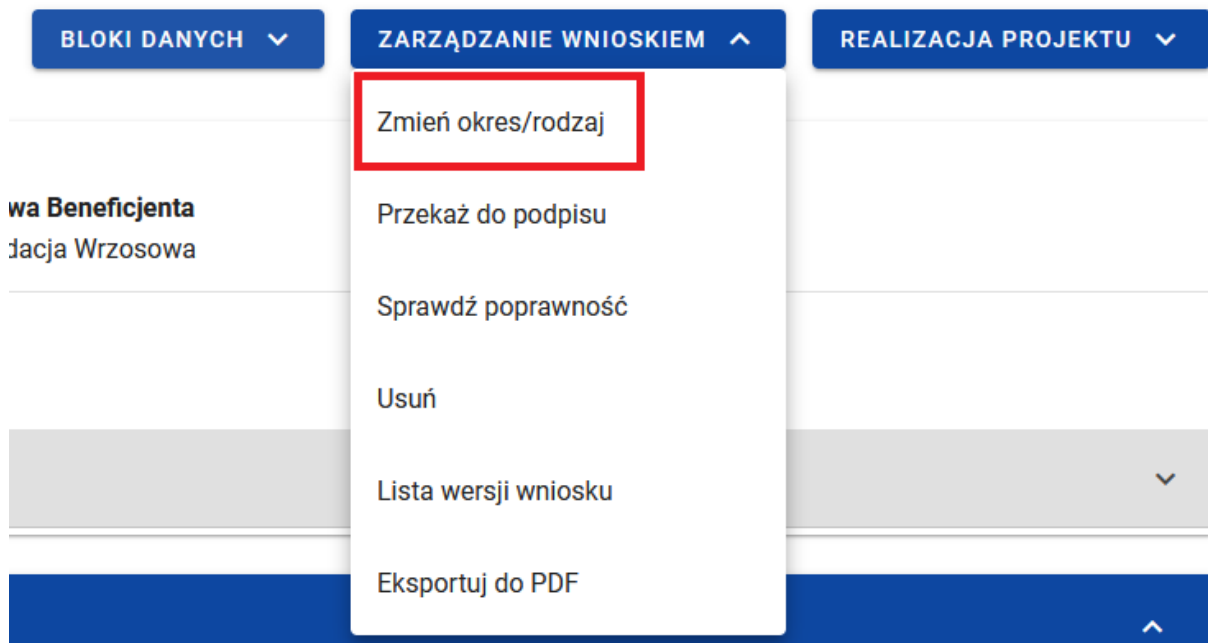 BLOKI DANYCH
ZARZĄDZANIE WNIOSKIEM
REALIZACJA PROJEKTU
Zmień okres/rodzaj
wa Beneficjenta
dacja Wrzosowa
Przekaż do podpisu
Sprawdź poprawność
Usuń
Lista wersji wniosku
Eksportuj do PDF